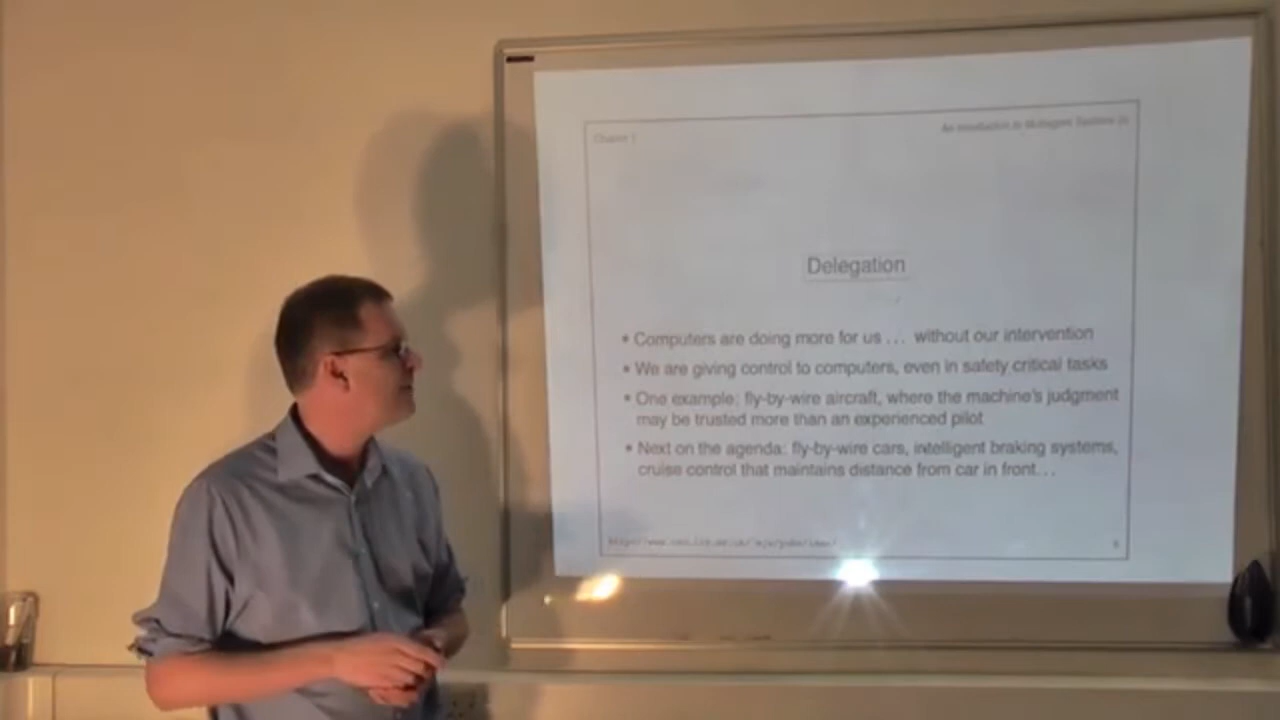 Chapter 1
An Introduction to Multiagent Systems 2e
Delegation
• Computers are doing more for us ... without our intervention
• We are giving control to computers, even in safety critical tasks
• One example: fly-by-wire aircraft, where the machine's judgment
may be trusted more than an experienced pilot
• Next on the agenda: fly-by-wire cars, intelligent braking systems,
cruise control that maintains distance from car in front...